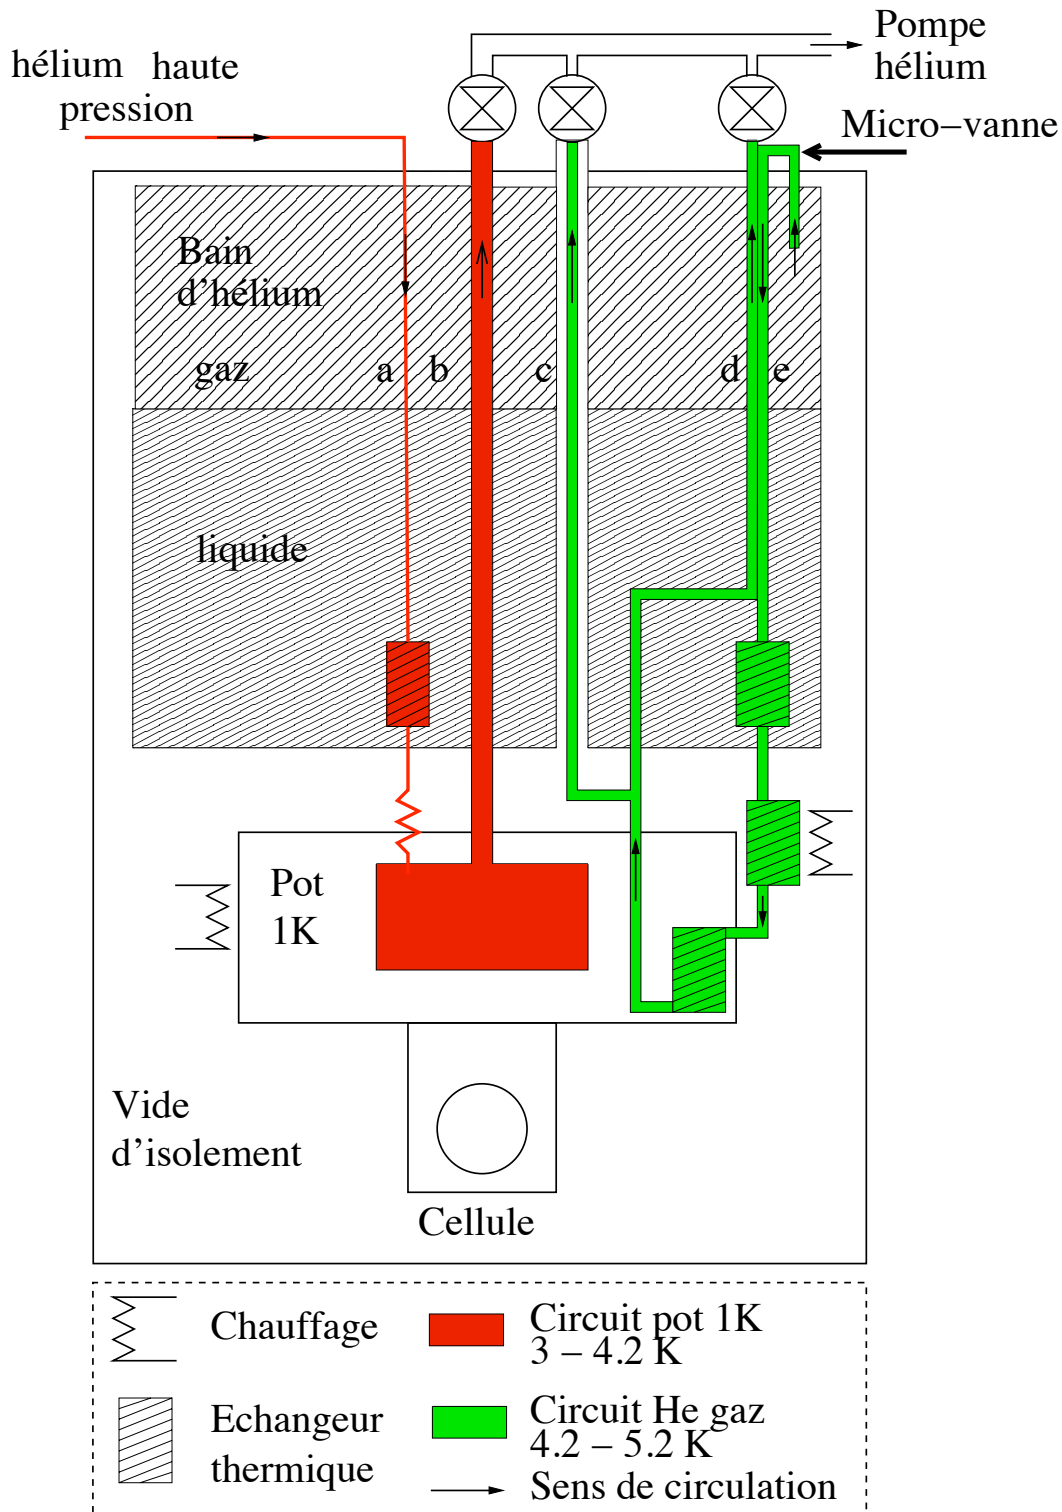 Pompe
hélium
hélium haute
pression
Micro-vanne
Bain
d'hélium
gaz
a
b
c
d
e
liquide
Pot
1K
Vide
d'isolement
Cellule
Chauffage
Circuit pot 1K
3 - 4.2 K
Echangeur
thermique
Circuit He gaz
4.2 - 5.2 K
Sens de circulation